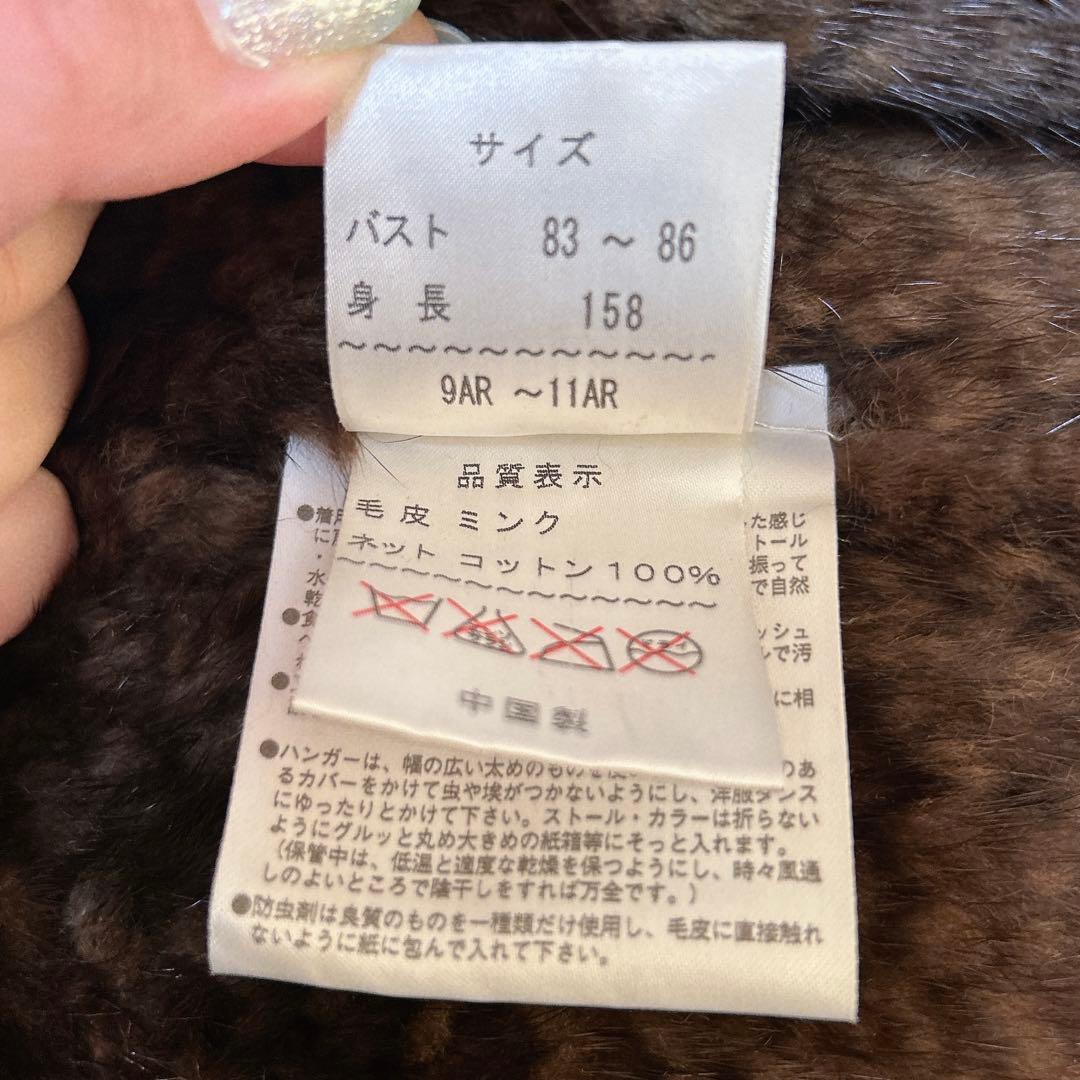 サイズ
バスト 83 ～ 86
身長 158
～～～～～～～～～～～
9AR ～11AR
品質表示
毛皮 ミンク
ネット コットン100%
～～～～～～～～～～～
中国製
た感じ
トール
・ 振って
水 で自然
乾
食 ッシュ
ルで汚
に相
●ハンガーは、幅の広い太めのものを のあ
るカバーをかけて虫や埃がつかないようにし、洋服ダンス
にゆったりとかけて下さい。ストール・カラーは折らない
ようにグルッと丸め大きめの紙箱等にそっと入れます。
(保管中は、低温と適度な乾燥を保つようにし、時々風通
しのよいところで陰干しをすれば万全です。)
●防虫剤は良質のものを一種類だけ使用し、毛皮に直接触れ
ないように紙に包んで入れて下さい。